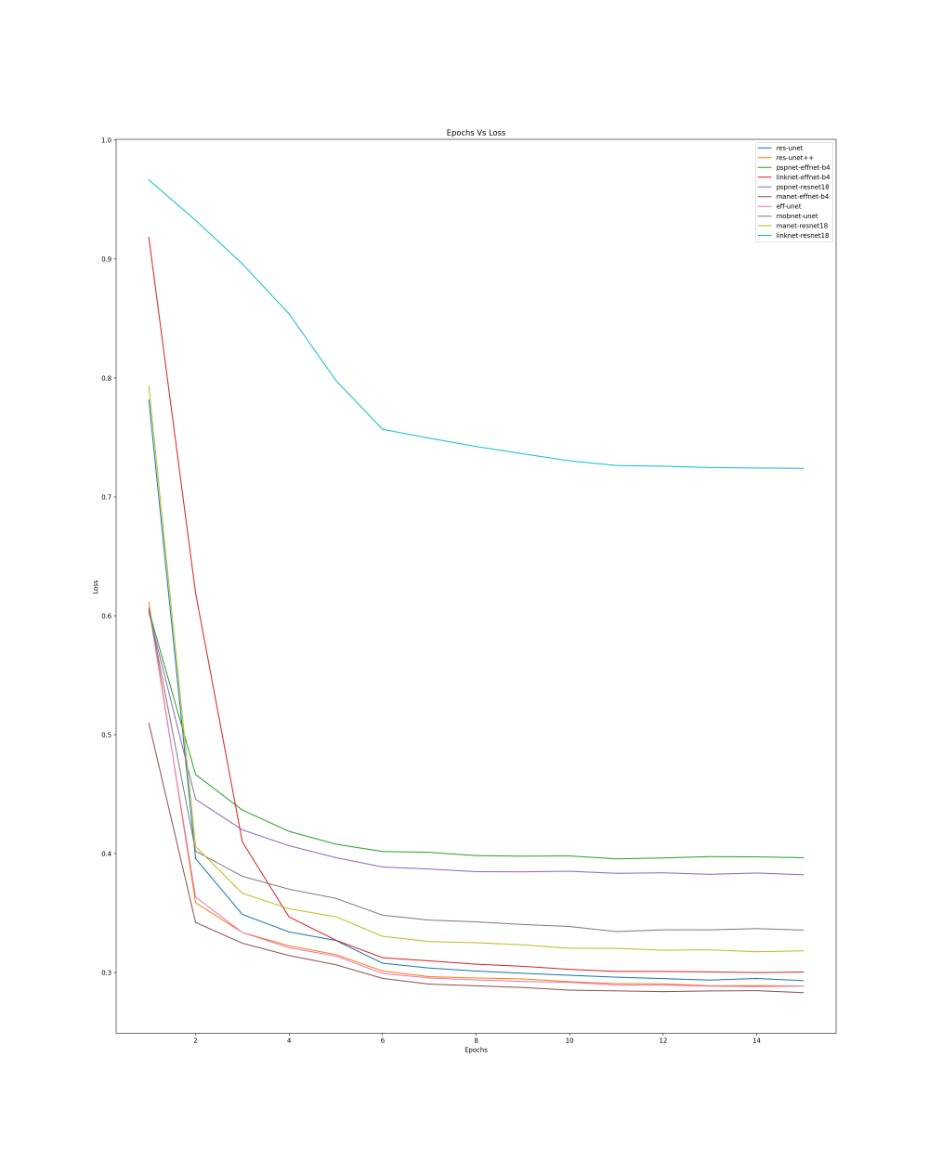 Epochs Vs Loss
1.0
0.9
0.8
0.7
0.6
0.5
0.4
0.3
Loss
res-unet
res-unet++
pspnet-effnet-b4
linknet-effnet-b4
pspnet-resnet18
manet-effnet-b4
eff-unet
mobnet-unet
manet-resnet18
linknet-resnet18
2 4 6 8 10 12 14
Epochs